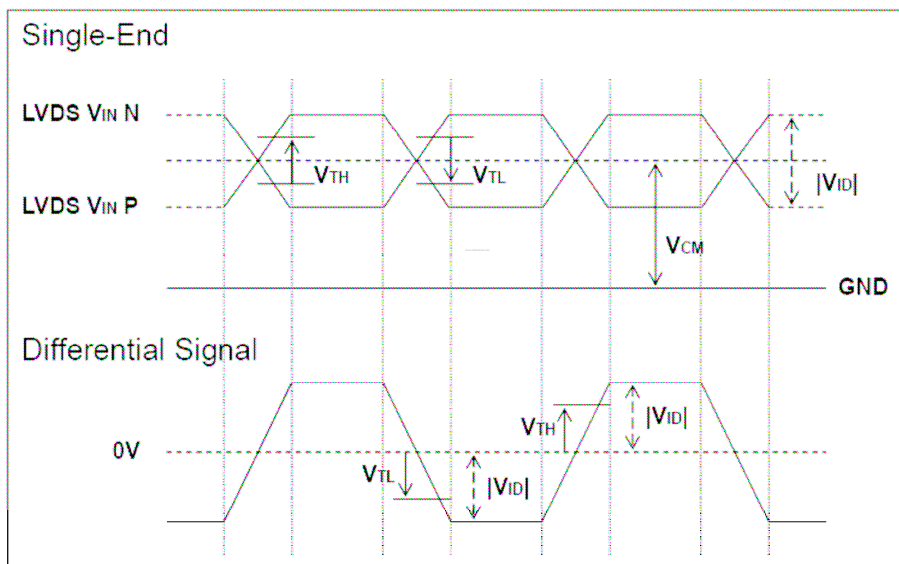 Single-End
LVDS VIN N
VTH
VTL
|VID|
LVDS VIN P
VCM
GND
Differential Signal
VTH
|VID|
0V
VTL
|VID|